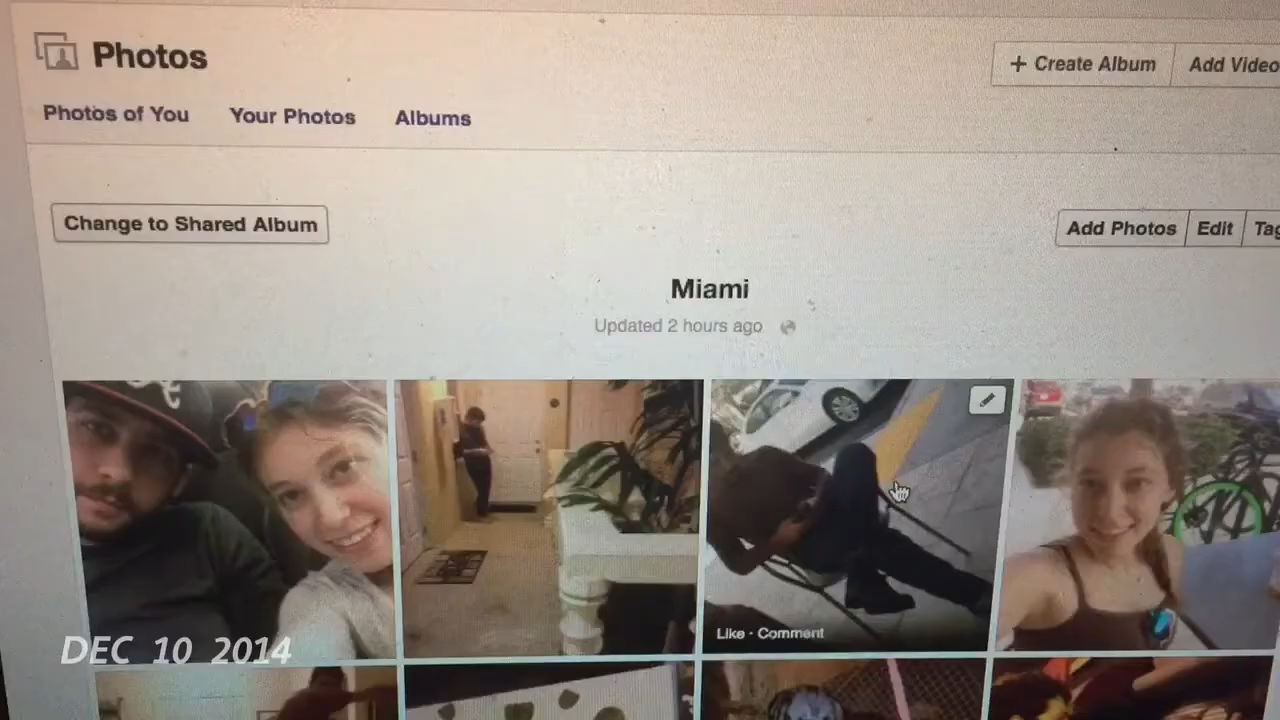 Photos
+ Create Album
Add Video
Photos of You
Your Photos
Albums
Change to Shared Album
Add Photos
Edit
Tag
Miami
Updated 2 hours ago
Like · Comment
DEC 10 2014